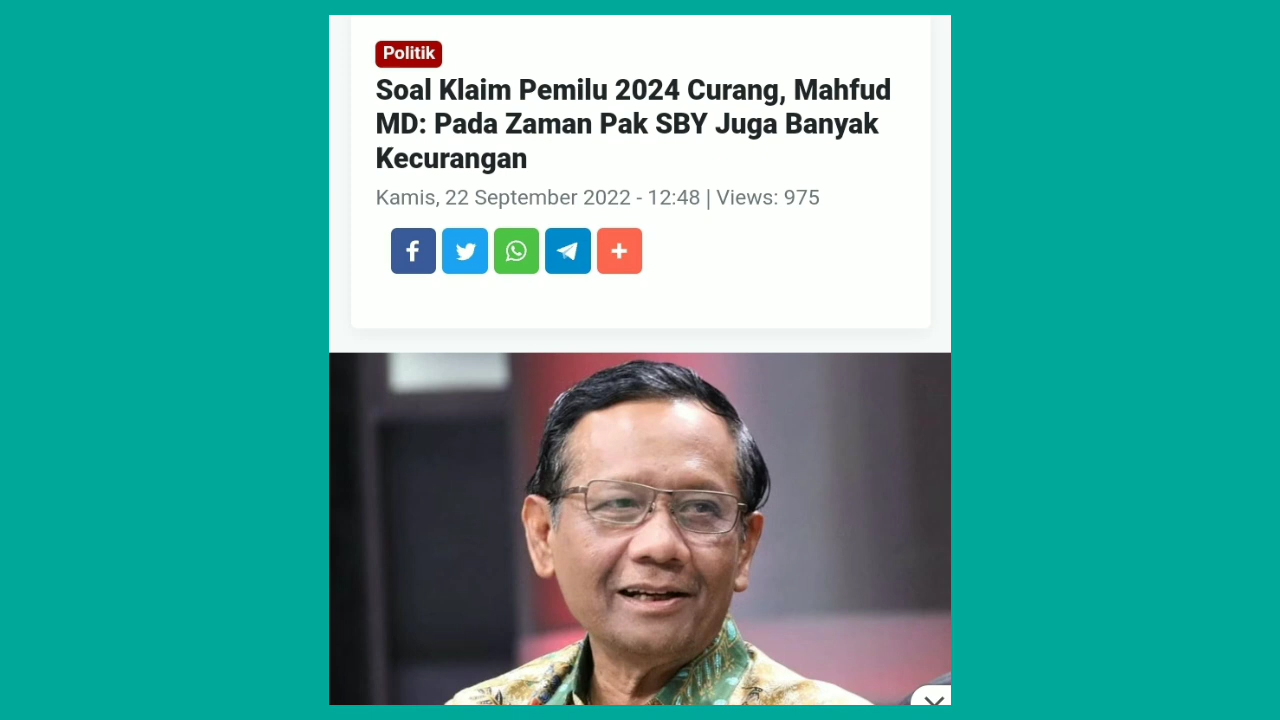 Politik
Soal Klaim Pemilu 2024 Curang, Mahfud
MD: Pada Zaman Pak SBY Juga Banyak
Kecurangan
Kamis, 22 September 2022 - 12:48 | Views: 975